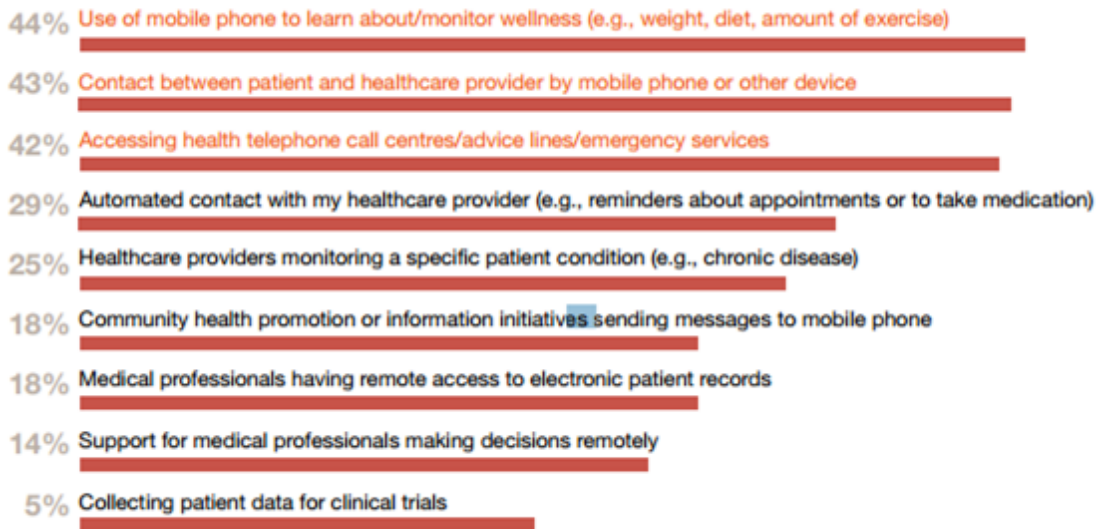 44% Use of mobile phone to learn about/monitor wellness (e.g., weight, diet, amount of exercise)
43% Contact between patient and healthcare provider by mobile phone or other device
42% Accessing health telephone call centres/advice lines/emergency services
29% Automated contact with my healthcare provider (e.g., reminders about appointments or to take medication)
25% Healthcare providers monitoring a specific patient condition (e.g., chronic disease)
18% Community health promotion or information initiatives sending messages to mobile phone
18% Medical professionals having remote access to electronic patient records
14% Support for medical professionals making decisions remotely
5% Collecting patient data for clinical trials